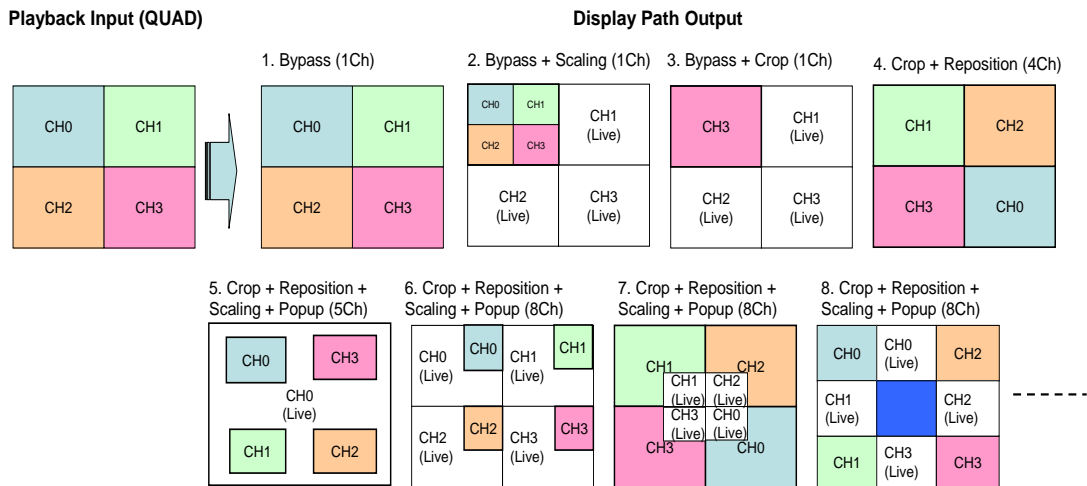 Playback Input (QUAD)
Display Path Output
1. Bypass (1Ch)
2. Bypass + Scaling (1Ch)
3. Bypass + Crop (1Ch)
4. Crop + Reposition (4Ch)
CH0
CH1
CH2
CH3
CH0
CH1
CH2
CH3
CH0
CH1
CH2
CH3
CH1
(Live)
CH2
(Live)
CH3
(Live)
CH3
CH1
(Live)
CH2
(Live)
CH3
(Live)
CH1
CH2
CH3
CH0
5. Crop + Reposition +
Scaling + Popup (5Ch)
CH0
CH3
CH0
(Live)
CH1
CH2
6. Crop + Reposition +
Scaling + Popup (8Ch)
CH0
(Live)
CH0
CH1
(Live)
CH1
CH2
(Live)
CH2
CH3
(Live)
CH3
7. Crop + Reposition +
Scaling + Popup (8Ch)
CH1
CH2
CH1
(Live)
CH2
(Live)
CH3
(Live)
CH0
(Live)
CH3
CH0
8. Crop + Reposition +
Scaling + Popup (8Ch)
CH0
CH0
(Live)
CH2
CH1
(Live)
CH2
(Live)
CH1
CH3
(Live)
CH3